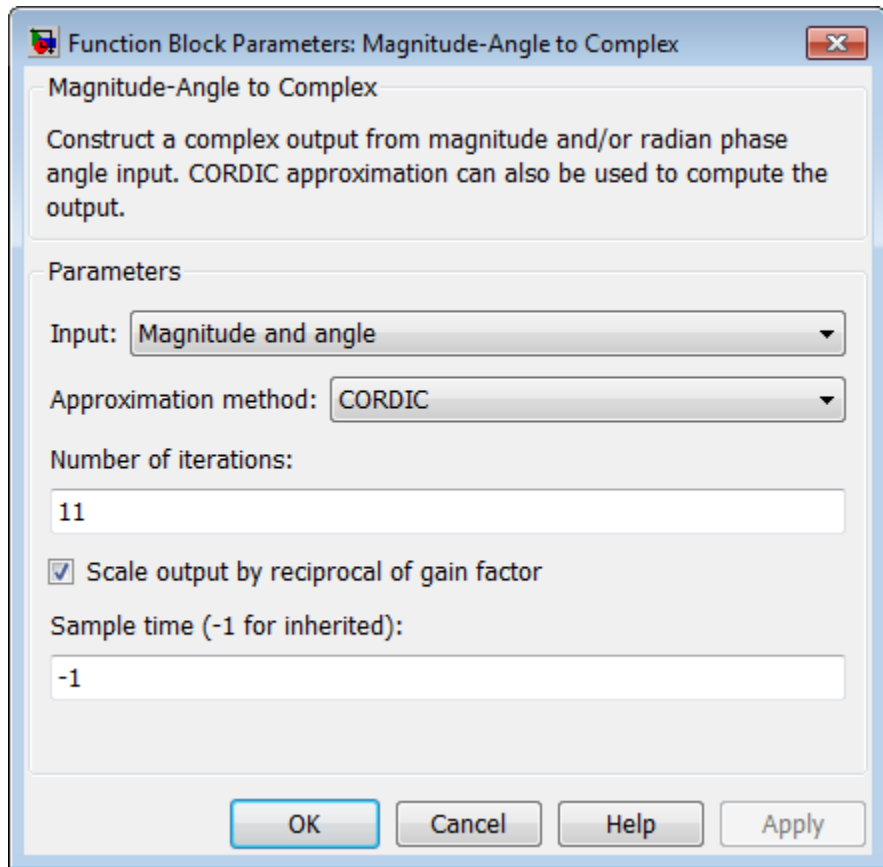 Function Block Parameters: Magnitude-Angle to Complex
Magnitude-Angle to Complex
Construct a complex output from magnitude and/or radian phase
angle input. CORDIC approximation can also be used to compute the
output.
Parameters
Input: Magnitude and angle
Approximation method: CORDIC
Number of iterations:
11
Scale output by reciprocal of gain factor
Sample time (-1 for inherited):
-1
OK Cancel Help Apply